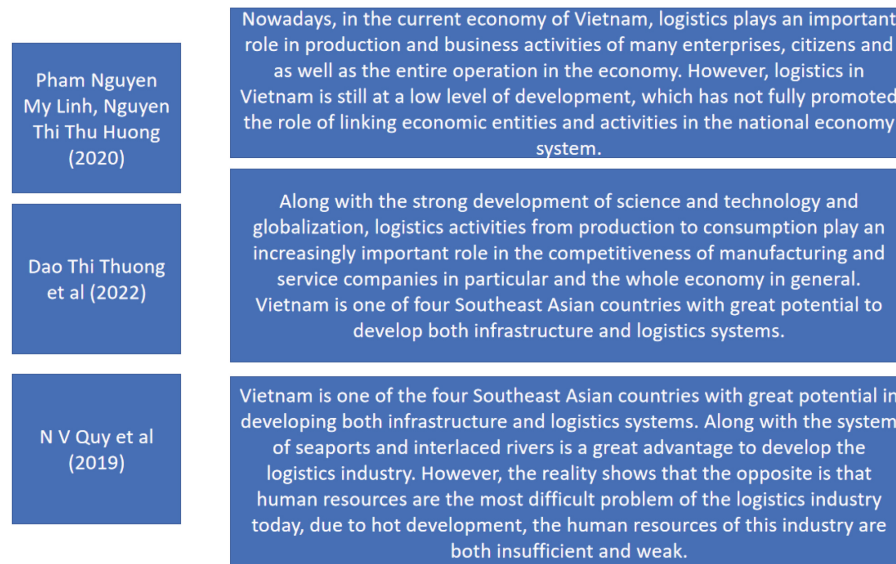 Pham Nguyen
My Linh, Nguyen
Thi Thu Huong
(2020)
Nowadays, in the current economy of Vietnam, logistics plays an important
role in production and business activities of many enterprises, citizens and
as well as the entire operation in the economy. However, logistics in
Vietnam is still at a low level of development, which has not fully promoted
the role of linking economic entities and activities in the national economy
system.
Dao Thi Thuong
et al (2022)
Along with the strong development of science and technology and
globalization, logistics activities from production to consumption play an
increasingly important role in the competitiveness of manufacturing and
service companies in particular and the whole economy in general.
Vietnam is one of four Southeast Asian countries with great potential to
develop both infrastructure and logistics systems.
N V Quy et al
(2019)
Vietnam is one of the four Southeast Asian countries with great potential in
developing both infrastructure and logistics systems. Along with the system
of seaports and interlaced rivers is a great advantage to develop the
logistics industry. However, the reality shows that the opposite is that
human resources are the most difficult problem of the logistics industry
today, due to hot development, the human resources of this industry are
both insufficient and weak.